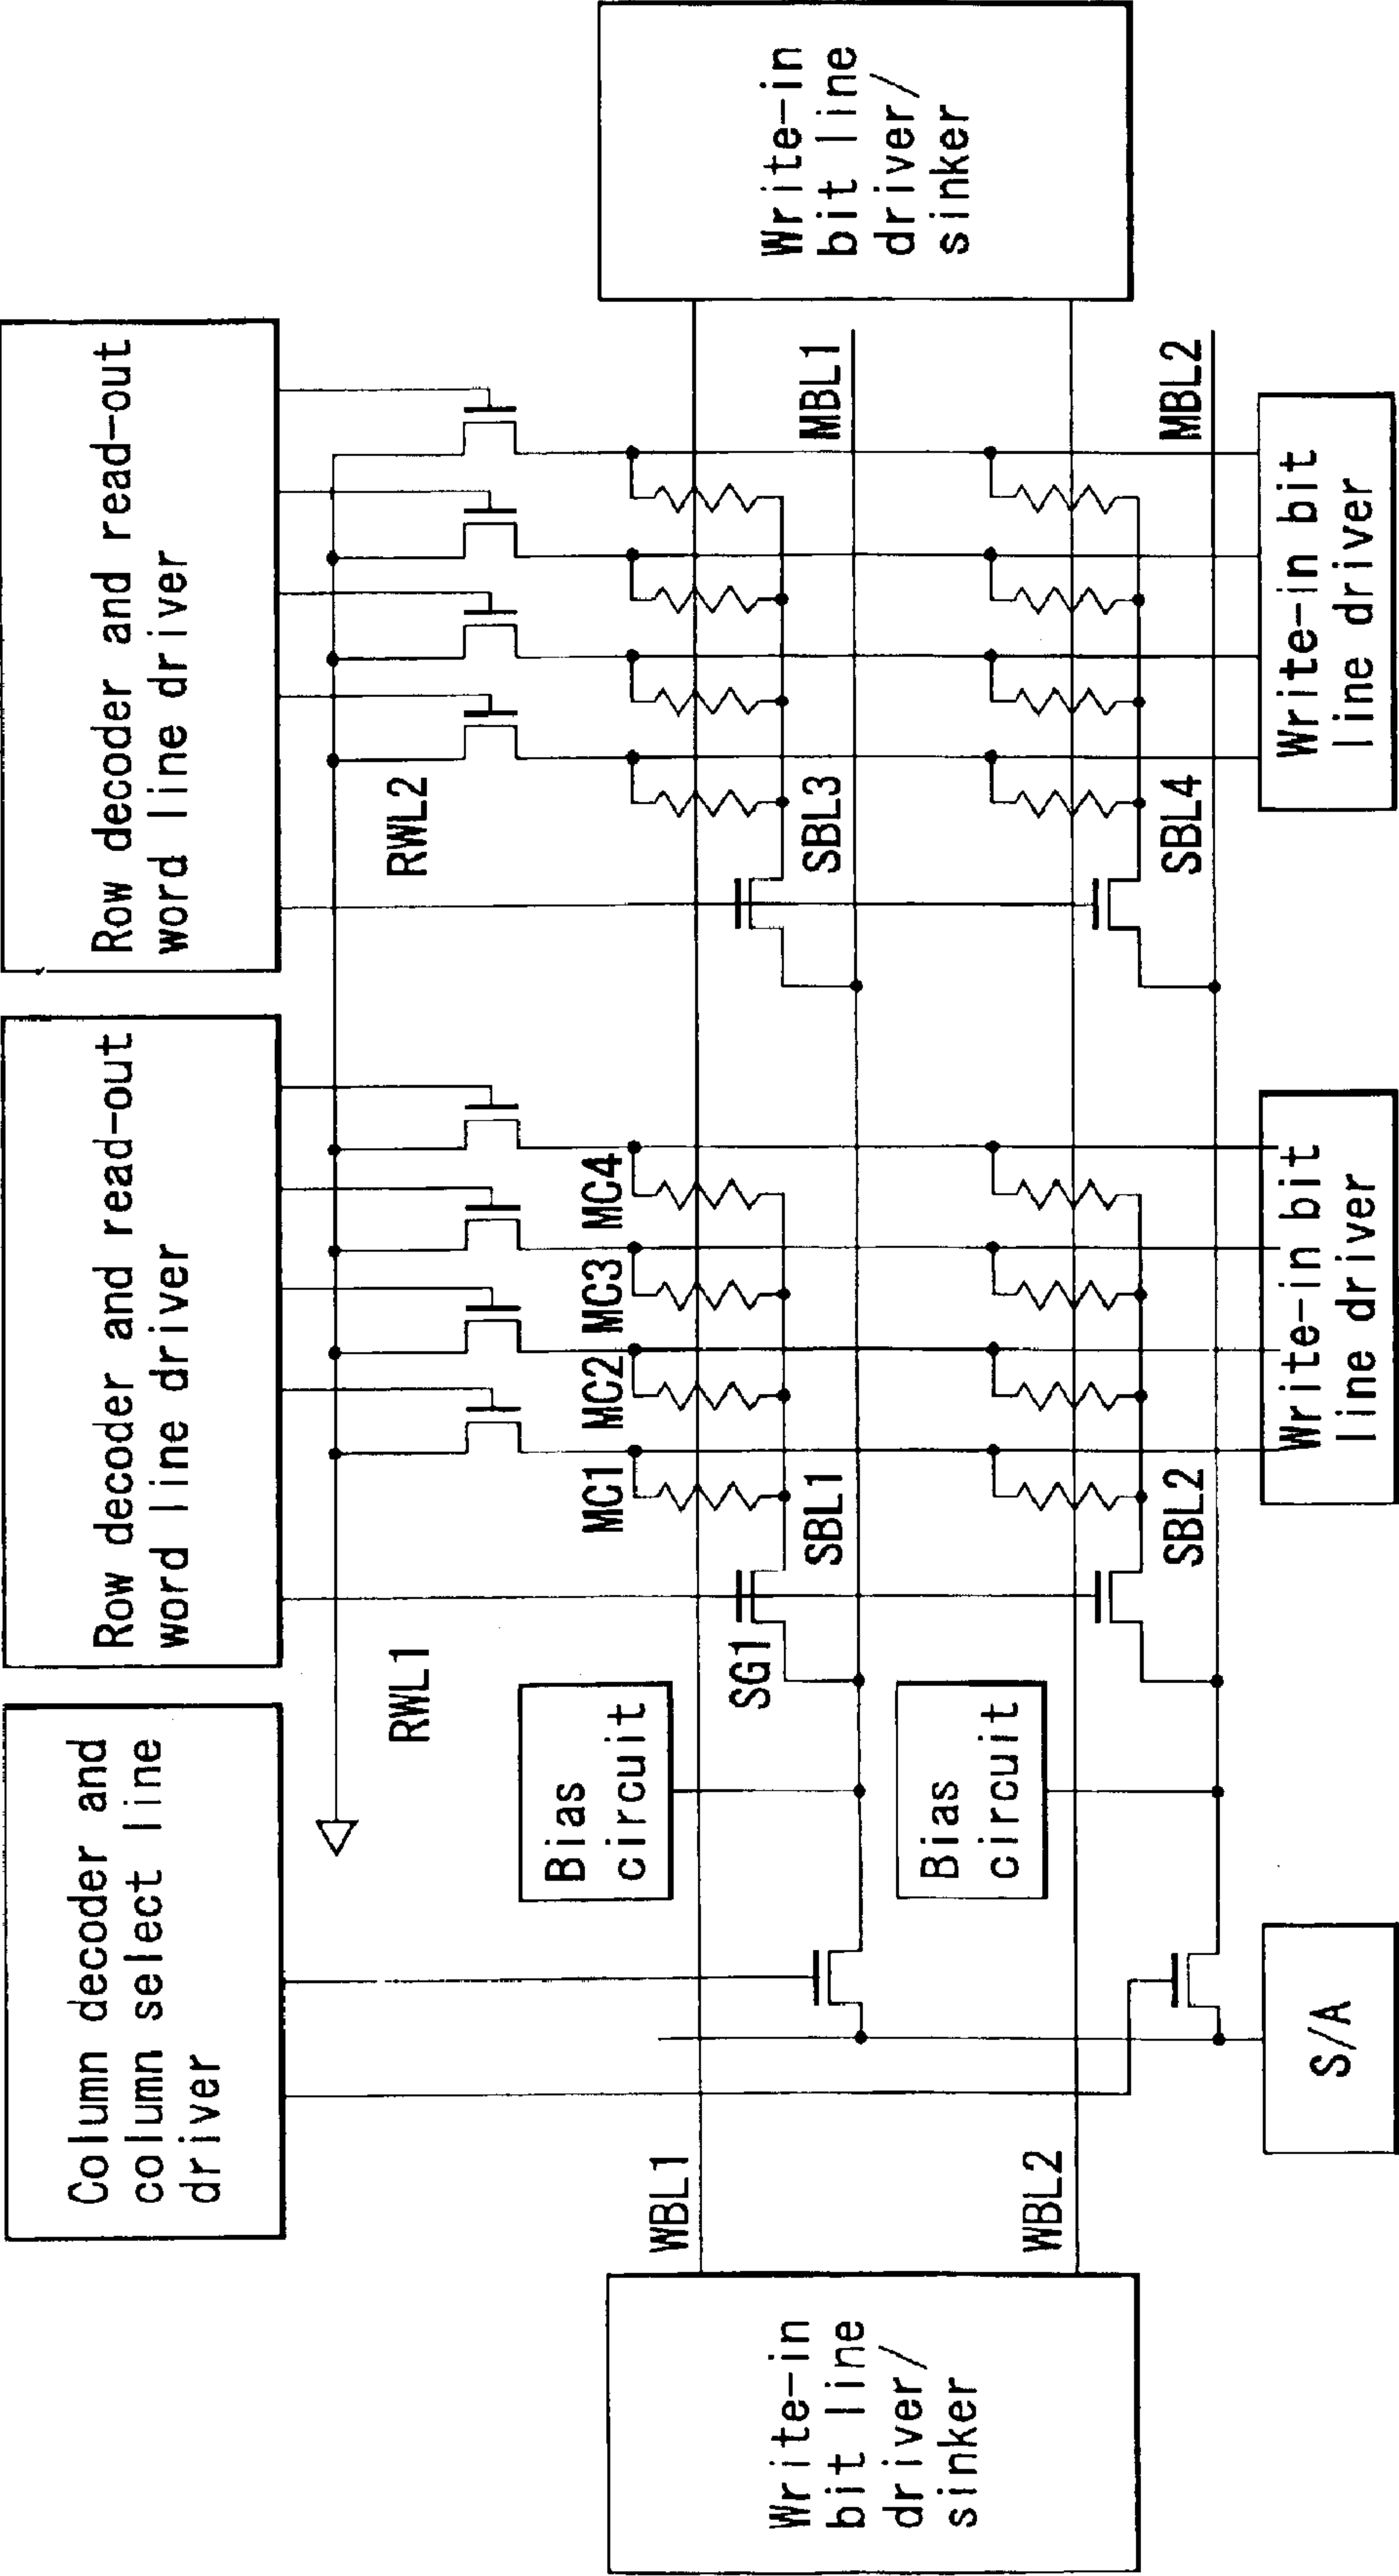 Column decoder and
column select line
driver
Row decoder and read-out
word line driver
Row decoder and read-out
word line driver
RWL1
RWL2
Bias
circuit
MC1
MC2
MC3
MC4
WBL1
SG1
SBL1
SBL3
MBL1
Write-in
bit line
driver/
sinker
Write-in
bit line
driver/
sinker
Bias
circuit
WBL2
SBL2
SBL4
MBL2
S/A
Write-in bit
line driver
Write-in bit
line driver